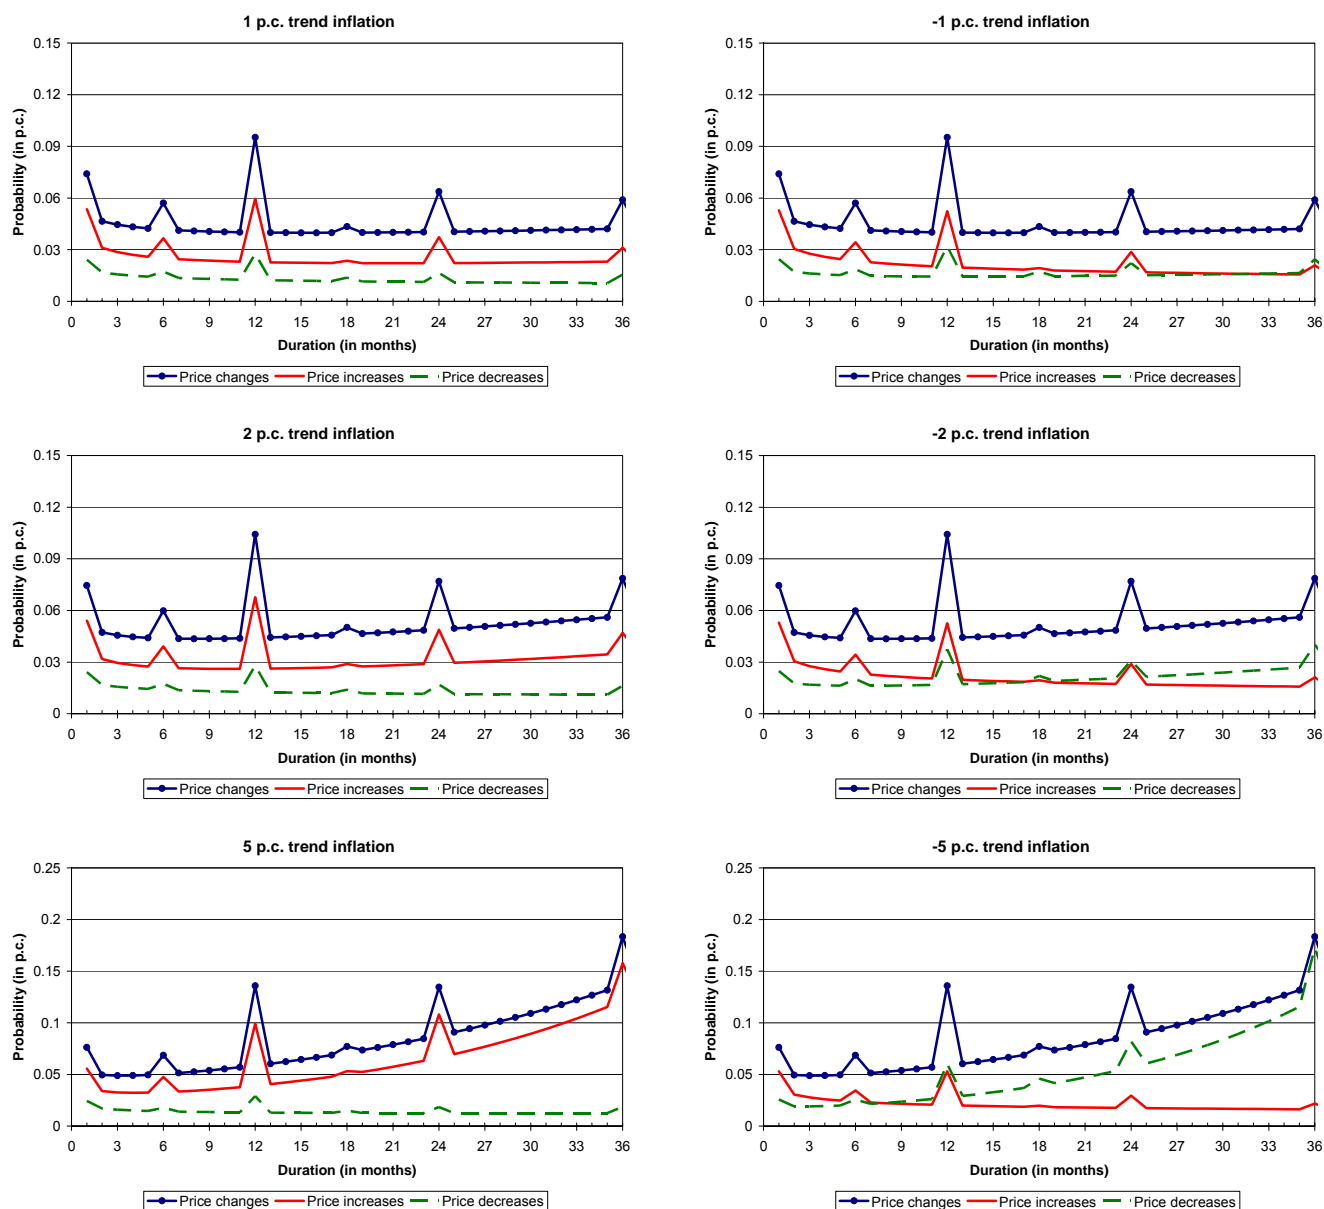 1 p.c. trend inflation
0.15
0.12
0.09
0.06
0.03
0
Probability (in p.c.)
0 3 6 9 12 15 18 21 24 27 30 33 36
Duration (in months)
Price changes Price increases Price decreases
-1 p.c. trend inflation
0.15
0.12
0.09
0.06
0.03
0
Probability (in p.c.)
0 3 6 9 12 15 18 21 24 27 30 33 36
Duration (in months)
Price changes Price increases Price decreases
2 p.c. trend inflation
0.15
0.12
0.09
0.06
0.03
0
Probability (in p.c.)
0 3 6 9 12 15 18 21 24 27 30 33 36
Duration (in months)
Price changes Price increases Price decreases
-2 p.c. trend inflation
0.15
0.12
0.09
0.06
0.03
0
Probability (in p.c.)
0 3 6 9 12 15 18 21 24 27 30 33 36
Duration (in months)
Price changes Price increases Price decreases
5 p.c. trend inflation
0.25
0.2
0.15
0.1
0.05
0
Probability (in p.c.)
0 3 6 9 12 15 18 21 24 27 30 33 36
Duration (in months)
Price changes Price increases Price decreases
-5 p.c. trend inflation
0.25
0.2
0.15
0.1
0.05
0
Probability (in p.c.)
0 3 6 9 12 15 18 21 24 27 30 33 36
Duration (in months)
Price changes Price increases Price decreases